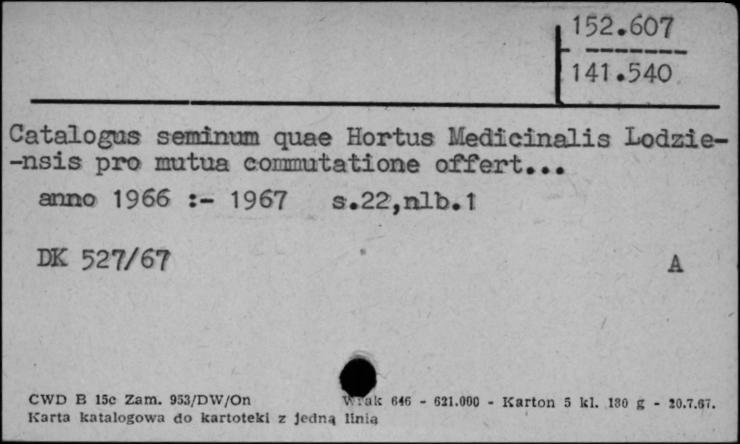 152.607
141.540
Catalogus seminum quae Hortus Medicinalis Lodzie-
-nsis pro mutua commutatione offert...
anno 1966 :- 1967 s.22,nlb.1
DK 527/67 A
CWD B 15c Zam. 953/DW/On Wrak 646 - 621.000 - Karton 5 kl. 180 g - 20.7.67.
Karta katalogowa do kartoteki z jedną linią